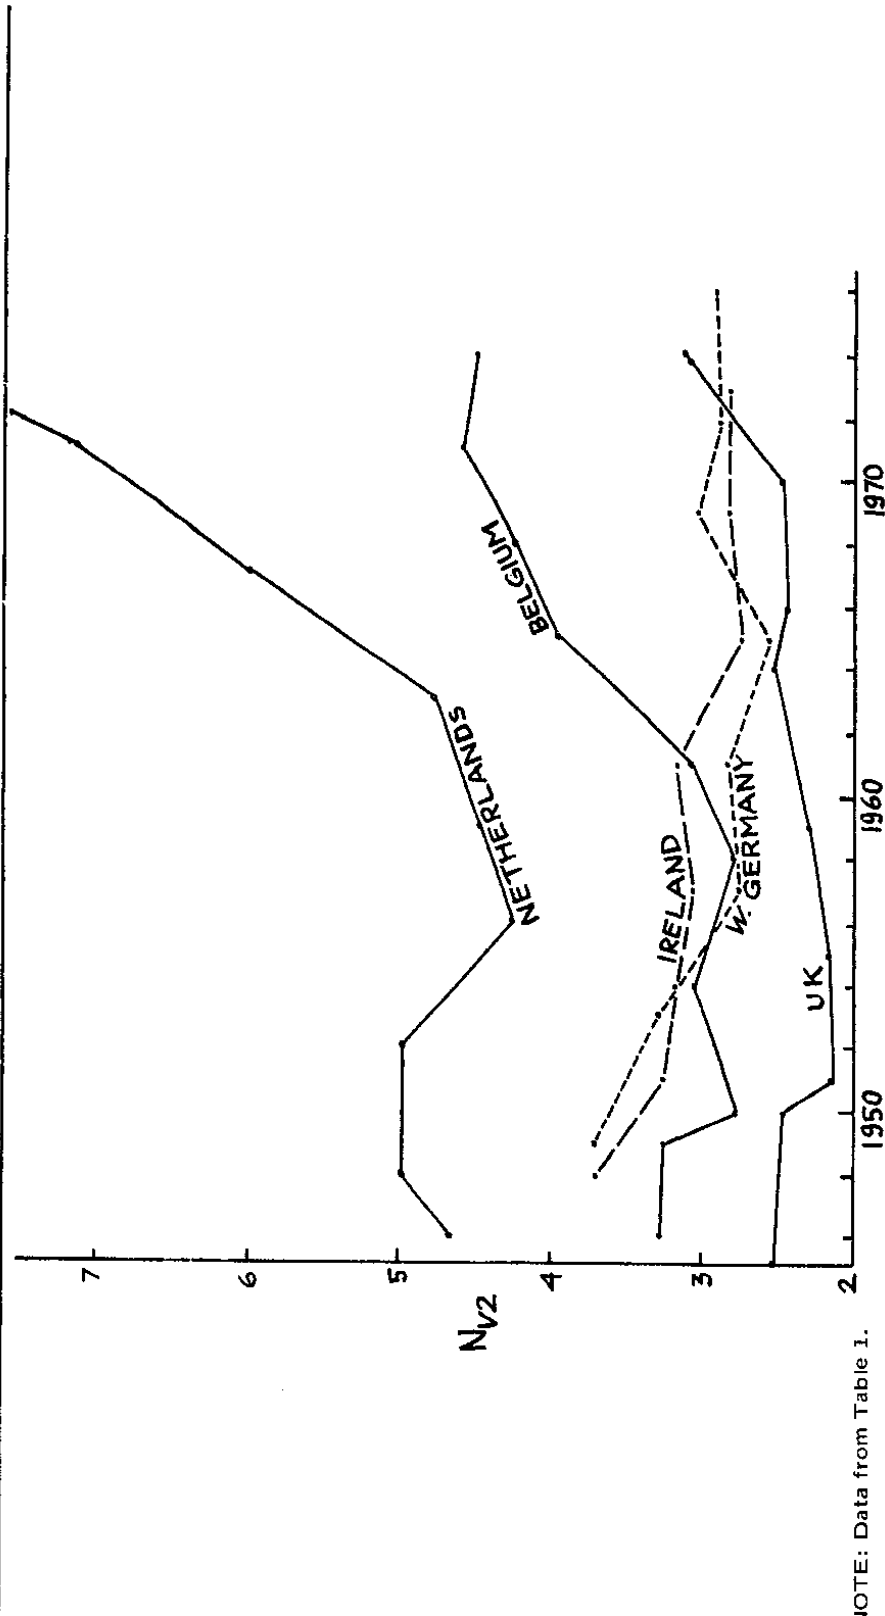 7
6
5
4
3
2
N_V2
NETHERLANDS
BELGIUM
IRELAND
W. GERMANY
UK
1950
1960
1970
NOTE: Data from Table 1.